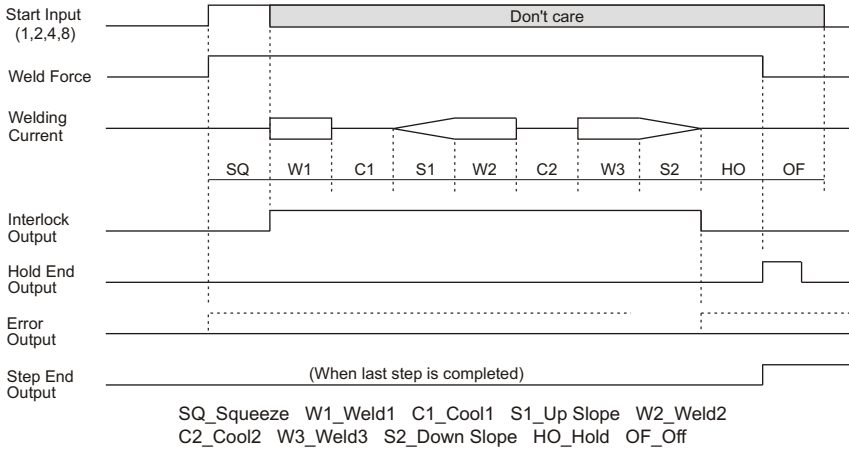 Start Input
(1,2,4,8)
Don't care
Weld Force
Welding
Current
SQ W1 C1 S1 W2 C2 W3 S2 HO OF
Interlock
Output
Hold End
Output
Error
Output
Step End
Output
(When last step is completed)
SQ_Squeeze W1_Weld1 C1_Cool1 S1_Up Slope W2_Weld2
C2_Cool2 W3_Weld3 S2_Down Slope HO_Hold OF_Off